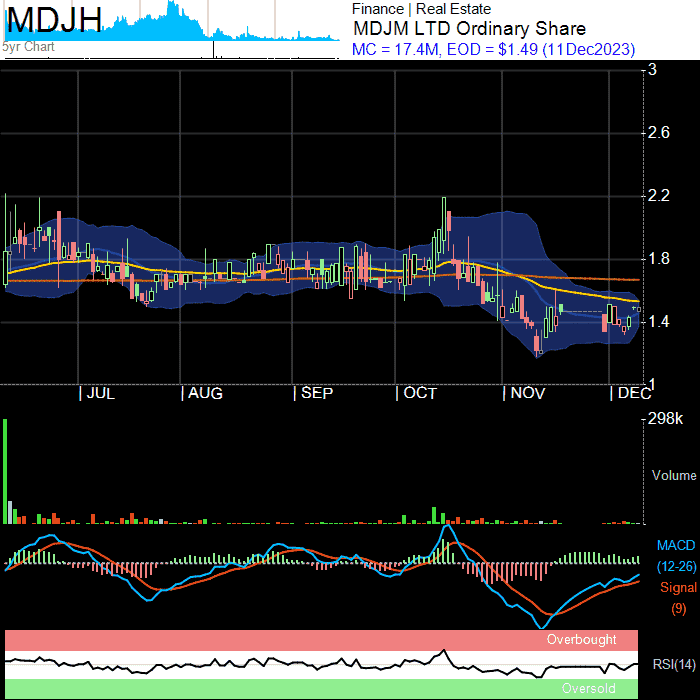 MDJH
5yr Chart
Finance | Real Estate
MDJM LTD Ordinary Share
MC = 17.4M, EOD = $1.49 (11Dec2023)
3
2.6
2.2
1.8
1.4
1
| JUL | AUG | SEP | OCT | NOV | DEC
298k
Volume
MACD
(12-26)
Signal
(9)
Overbought
RSI(14)
Oversold